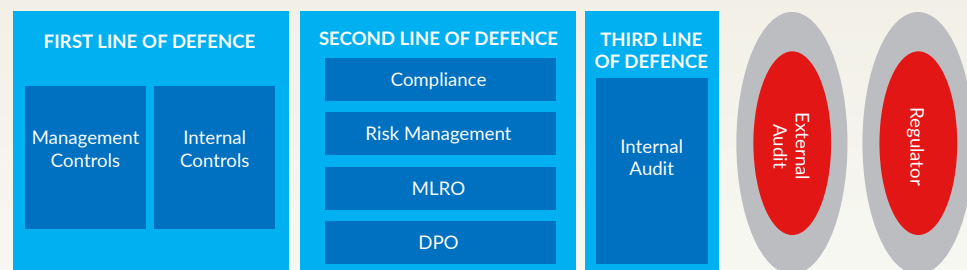 FIRST LINE OF DEFENCE
Management
Controls
Internal
Controls
SECOND LINE OF DEFENCE
Compliance
Risk Management
MLRO
DPO
THIRD LINE
OF DEFENCE
Internal
Audit
External
Audit
Regulator